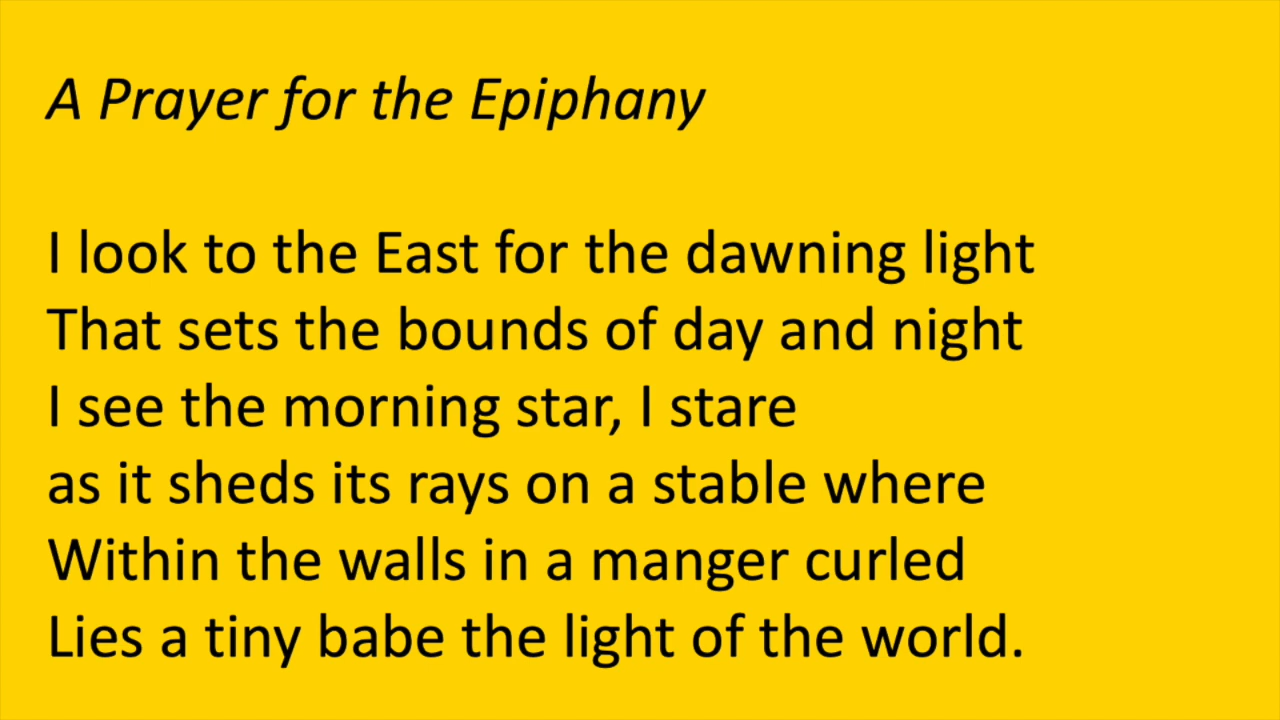 A Prayer for the Epiphany
I look to the East for the dawning light
That sets the bounds of day and night
I see the morning star, I stare
as it sheds its rays on a stable where
Within the walls in a manger curled
Lies a tiny babe the light of the world.